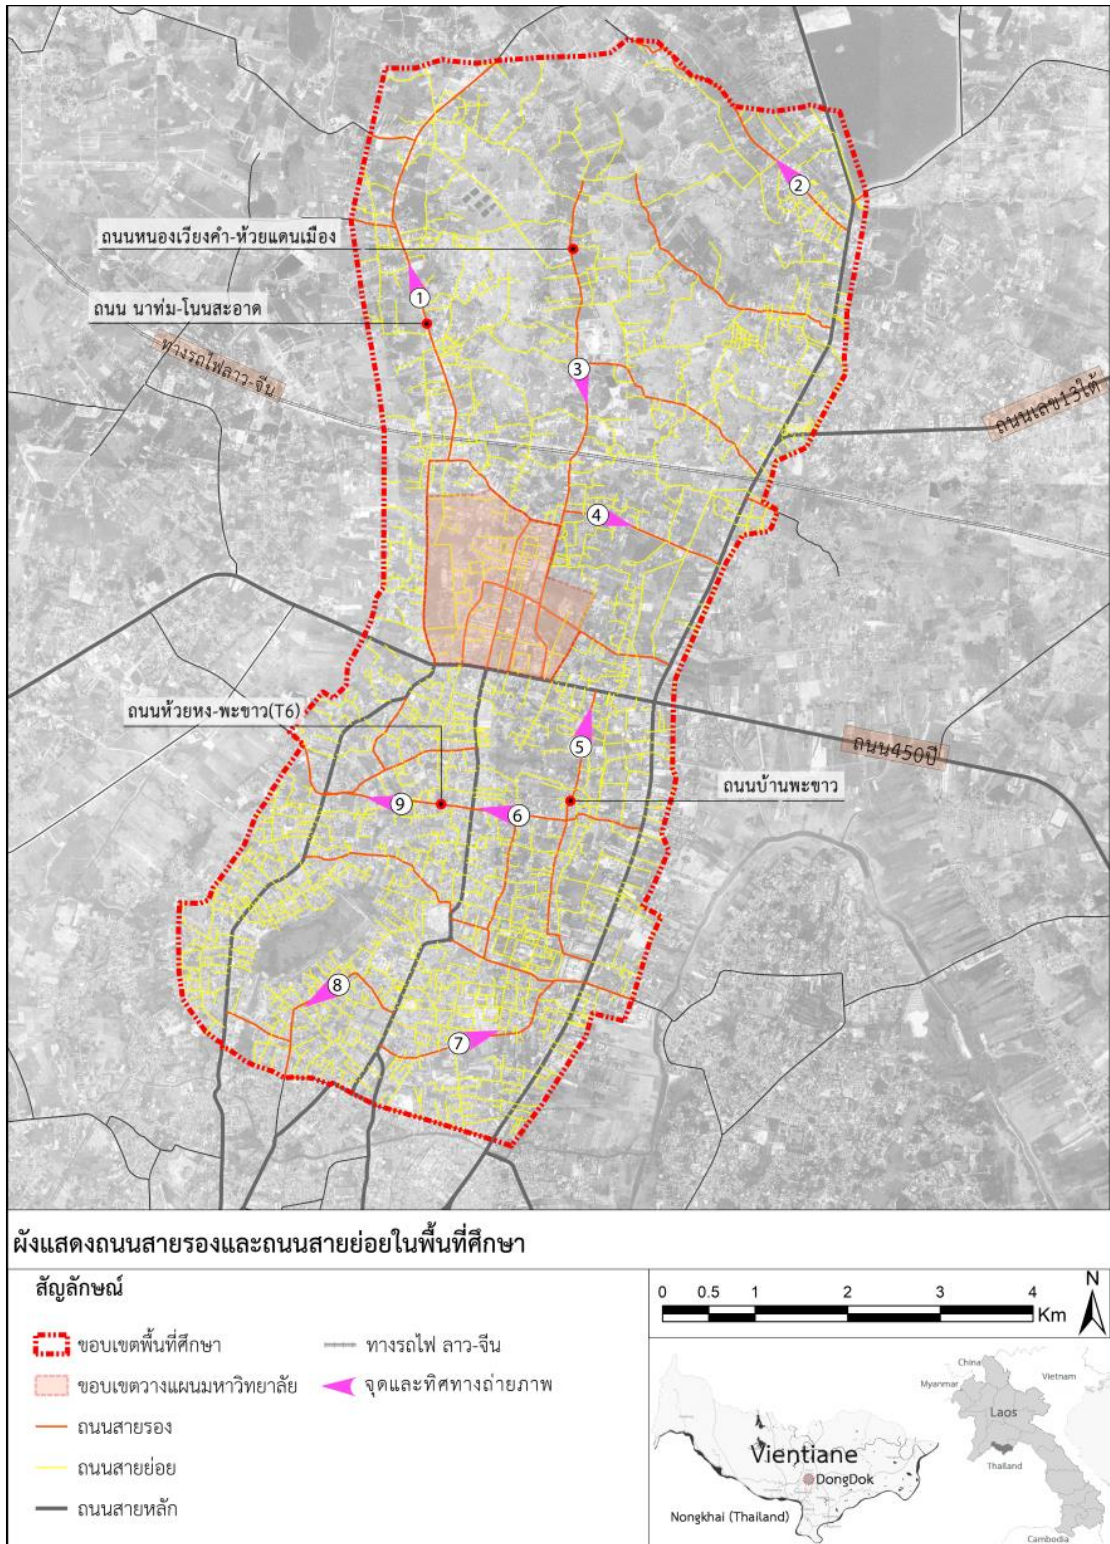 2
ถนนหนองเวียงคำ-ห้วยแดนเมือง
1
ถนน นาท่ม-โนนสะอาด
ทางรถไฟลาว-จีน
3
ถนนเลข13ใต้
4
ถนนห้วยหง-พะขาว(T6)
5
ถนน450ปี
ถนนบ้านพะขาว
9
6
8
7
ผังแสดงถนนสายรองและถนนสายย่อยในพื้นที่ศึกษา
สัญลักษณ์
ขอบเขตพื้นที่ศึกษา
ขอบเขตวางแผนมหาวิทยาลัย
ถนนสายรอง
ถนนสายย่อย
ถนนสายหลัก
ทางรถไฟ ลาว-จีน
จุดและทิศทางถ่ายภาพ
0 0.5 1 2 3 4
Km
N
Vientiane
DongDok
Nongkhai (Thailand)
China
Myanmar
Vietnam
Laos
Thailand
Cambodia